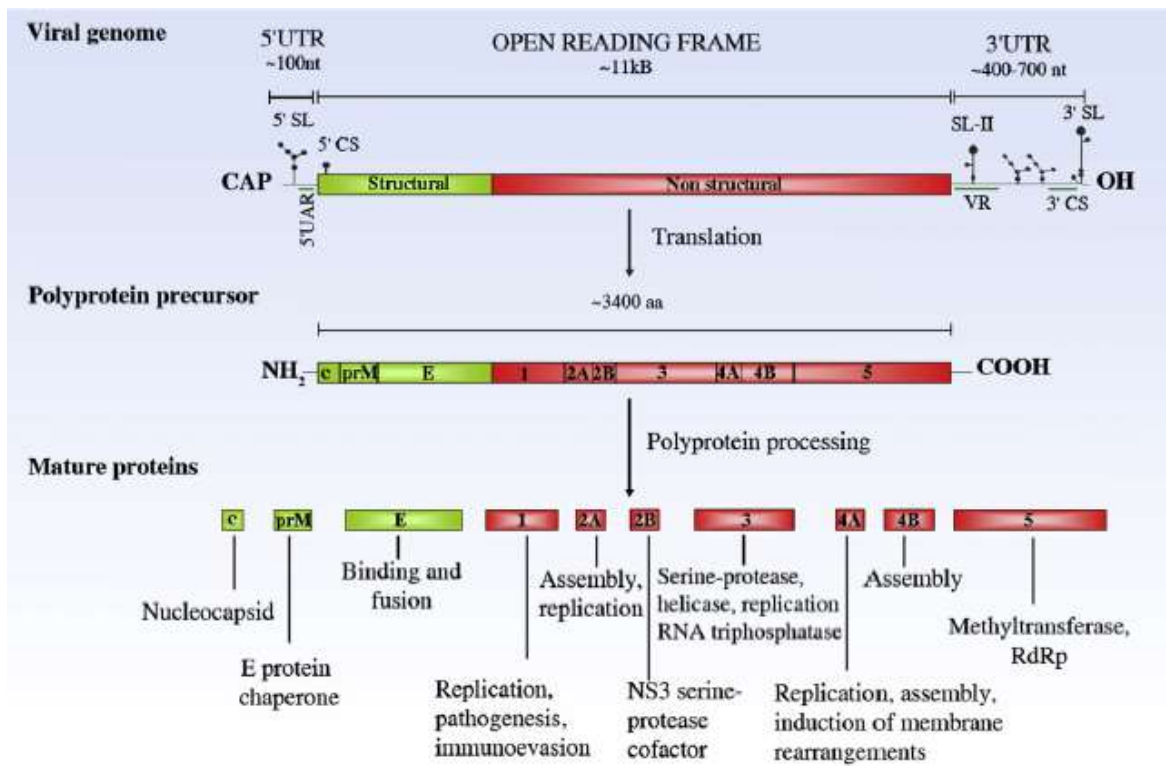 Viral genome
5'UTR
~100nt
OPEN READING FRAME
~11kB
3'UTR
~400-700 nt
5' SL
5' CS
SL-II
3' SL
CAP
Structural
Non structural
OH
5'UAR
VR
3' CS
Translation
Polyprotein precursor
~3400 aa
NH2
c prM E 1 2A 2B 3 4A 4B 5
COOH
Polyprotein processing
Mature proteins
c prM E 1 2A 2B 3 4A 4B 5
Nucleocapsid
E protein
chaperone
Binding and
fusion
Replication,
pathogenesis,
immunoevasion
Assembly,
replication
NS3 serine-
protease
cofactor
Serine-protease,
helicase, replication
RNA triphosphatase
Replication, assembly,
induction of membrane
rearrangements
Assembly
Methyltransferase,
RdRp